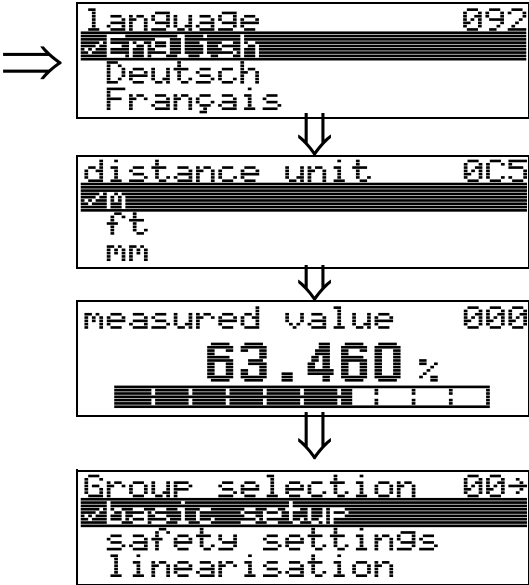 language 092
✓English
Deutsch
Français
distance unit 0C5
✓m
ft
mm
measured value 000
63.460 %
Group selection 00→
✓basic setup
safety settings
linearisation